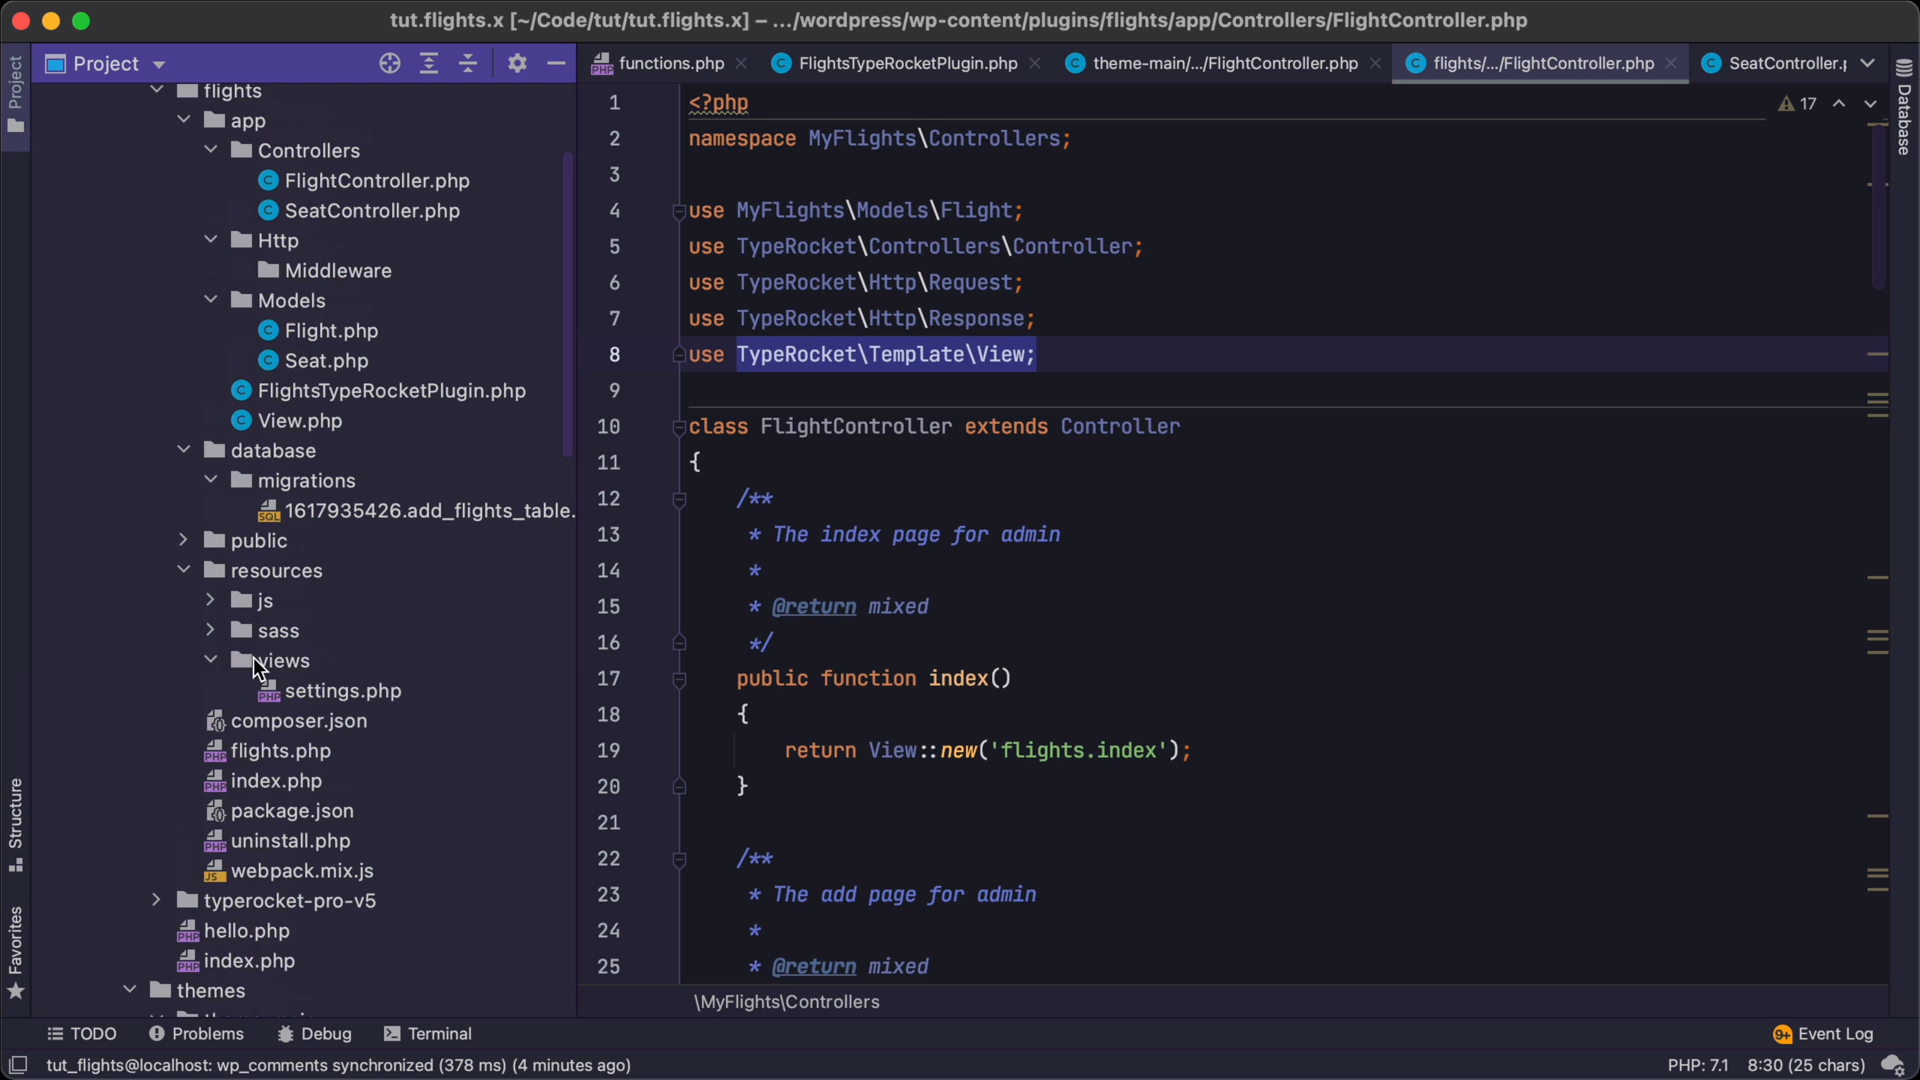 tut.flights.x [~/Code/tut/tut.flights.x] – .../wordpress/wp-content/plugins/flights/app/Controllers/FlightController.php
Project
functions.php
FlightsTypeRocketPlugin.php
theme-main/.../FlightController.php
flights/.../FlightController.php
SeatController.p
Project
Structure
Favorites
Database
flights
app
Controllers
FlightController.php
SeatController.php
Http
Middleware
Models
Flight.php
Seat.php
FlightsTypeRocketPlugin.php
View.php
database
migrations
1617935426.add_flights_table.
public
resources
js
sass
views
settings.php
composer.json
flights.php
index.php
package.json
uninstall.php
webpack.mix.js
typerocket-pro-v5
hello.php
index.php
themes
17
1 <?php
2 namespace MyFlights\Controllers;
3
4 use MyFlights\Models\Flight;
5 use TypeRocket\Controllers\Controller;
6 use TypeRocket\Http\Request;
7 use TypeRocket\Http\Response;
8 use TypeRocket\Template\View;
9
10 class FlightController extends Controller
11 {
12 /**
13 * The index page for admin
14 *
15 * @return mixed
16 */
17 public function index()
18 {
19 return View::new('flights.index');
20 }
21
22 /**
23 * The add page for admin
24 *
25 * @return mixed
\MyFlights\Controllers
TODO
Problems
Debug
Terminal
9+ Event Log
tut_flights@localhost: wp_comments synchronized (378 ms) (4 minutes ago)
PHP: 7.1 8:30 (25 chars)